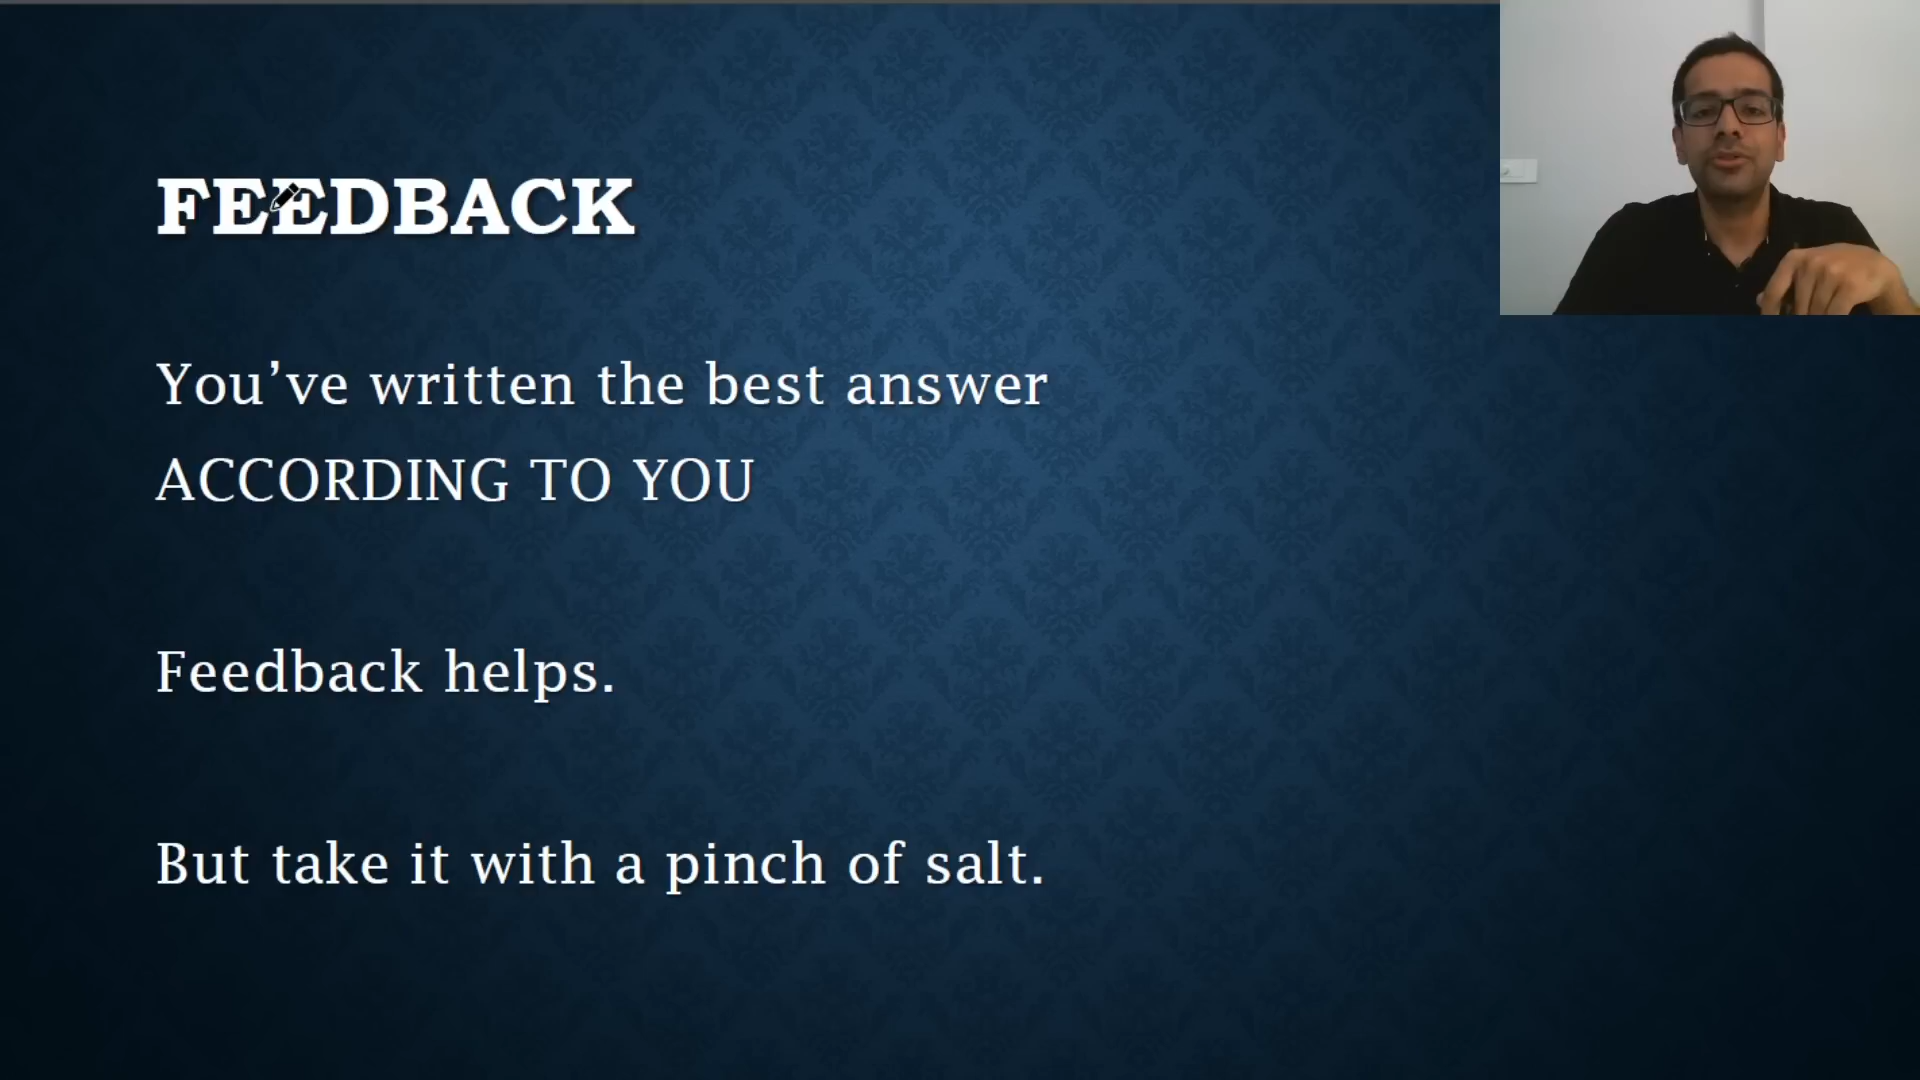 FEEDBACK
You’ve written the best answer
ACCORDING TO YOU
Feedback helps.
But take it with a pinch of salt.